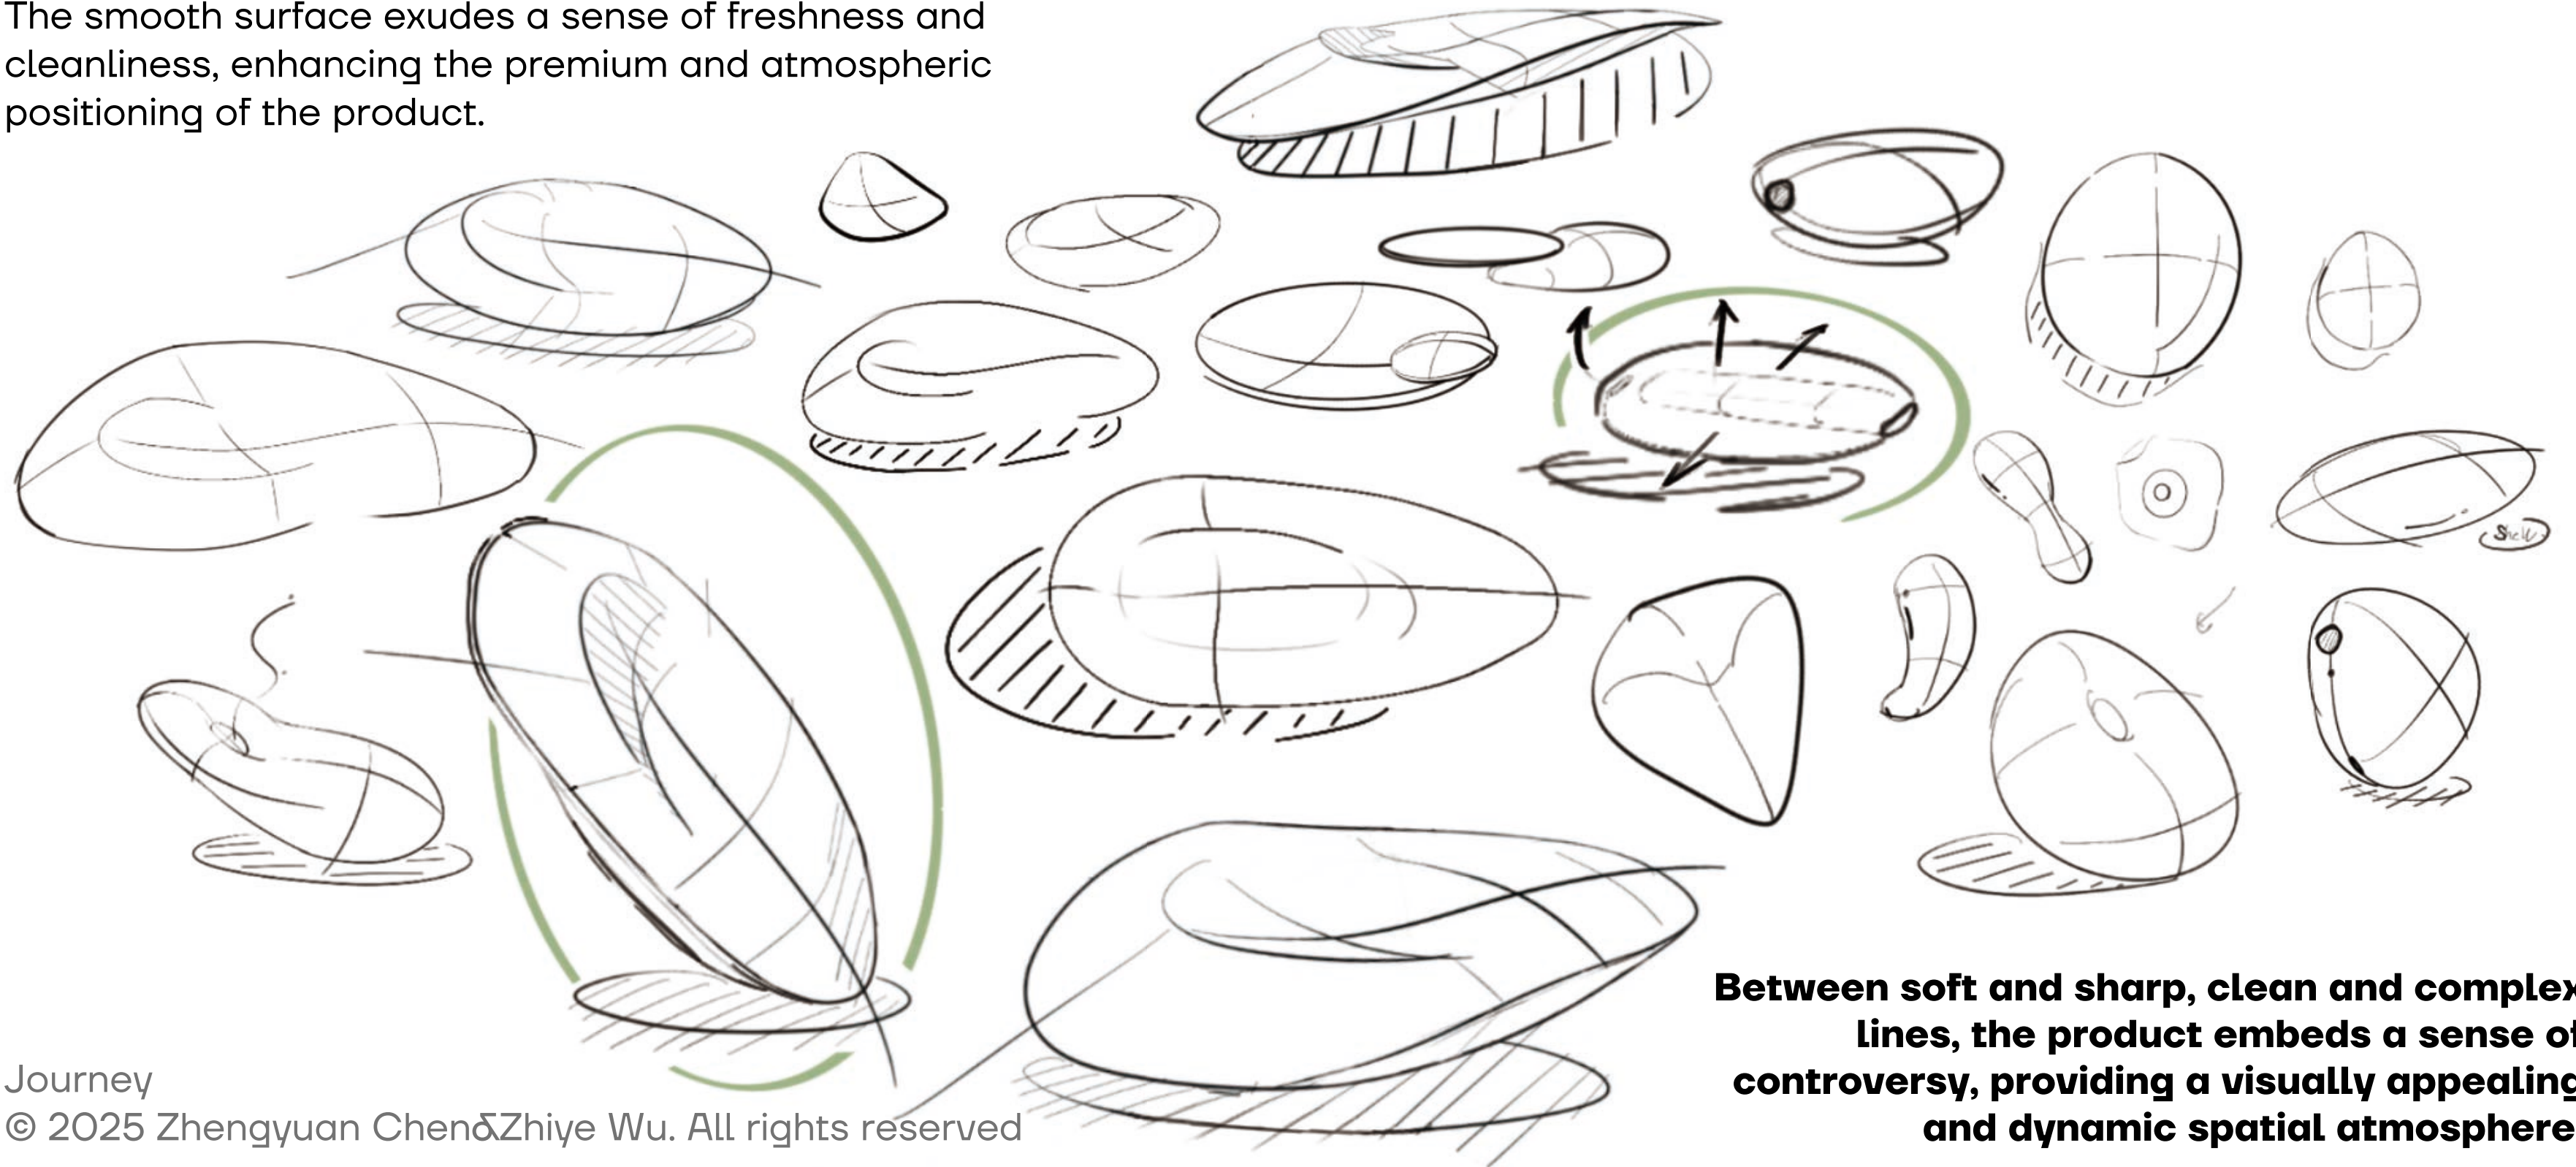 The smooth surface exudes a sense of freshness and
cleanliness, enhancing the premium and atmospheric
positioning of the product.
Shell
Between soft and sharp, clean and complex
lines, the product embeds a sense of
controversy, providing a visually appealing
and dynamic spatial atmosphere
Journey
© 2025 Zhengyuan Chen&Zhiye Wu. All rights reserved